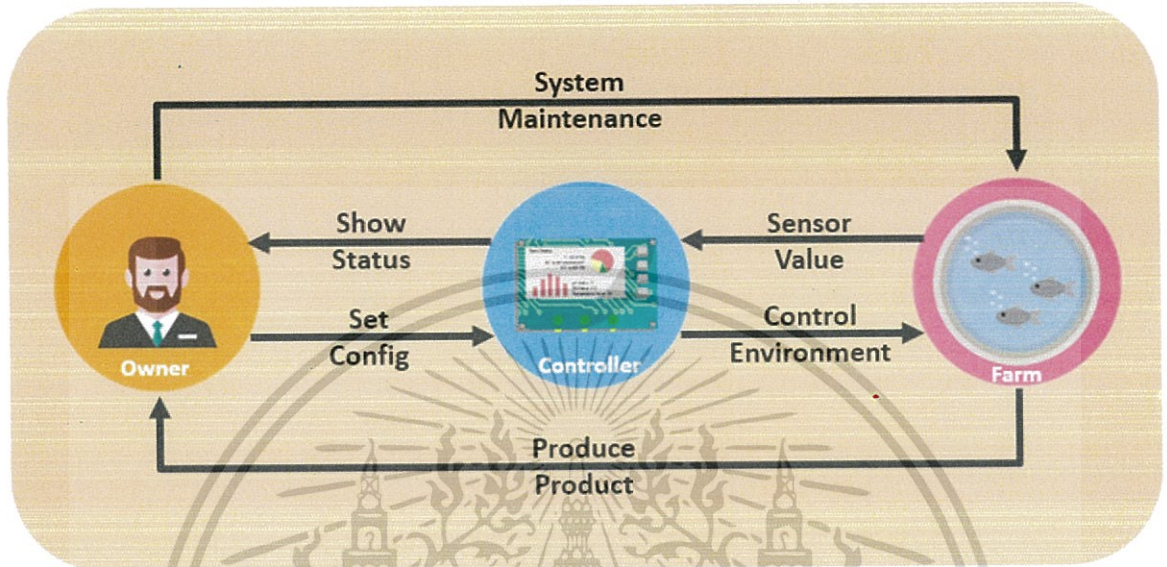 System
Maintenance
Show
Status
Sensor
Value
Set
Config
Control
Environment
Owner
Controller
Farm
Produce
Product